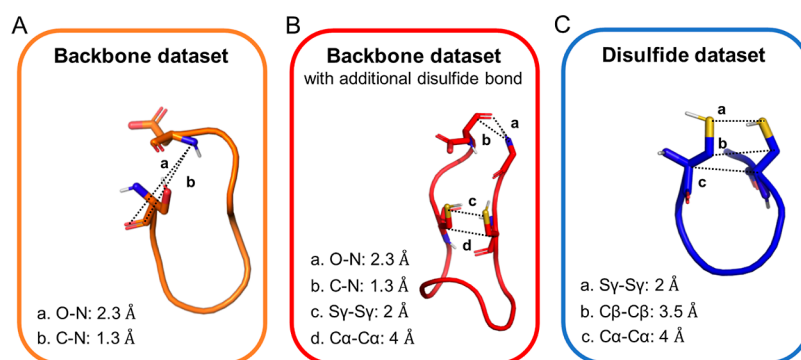 A
Backbone dataset
a
b
a. O-N: 2.3 Å
b. C-N: 1.3 Å
B
Backbone dataset
with additional disulfide bond
a
b
c
d
a. O-N: 2.3 Å
b. C-N: 1.3 Å
c. Sγ-Sγ: 2 Å
d. Cα-Cα: 4 Å
C
Disulfide dataset
a
b
c
a. Sγ-Sγ: 2 Å
b. Cβ-Cβ: 3.5 Å
c. Cα-Cα: 4 Å